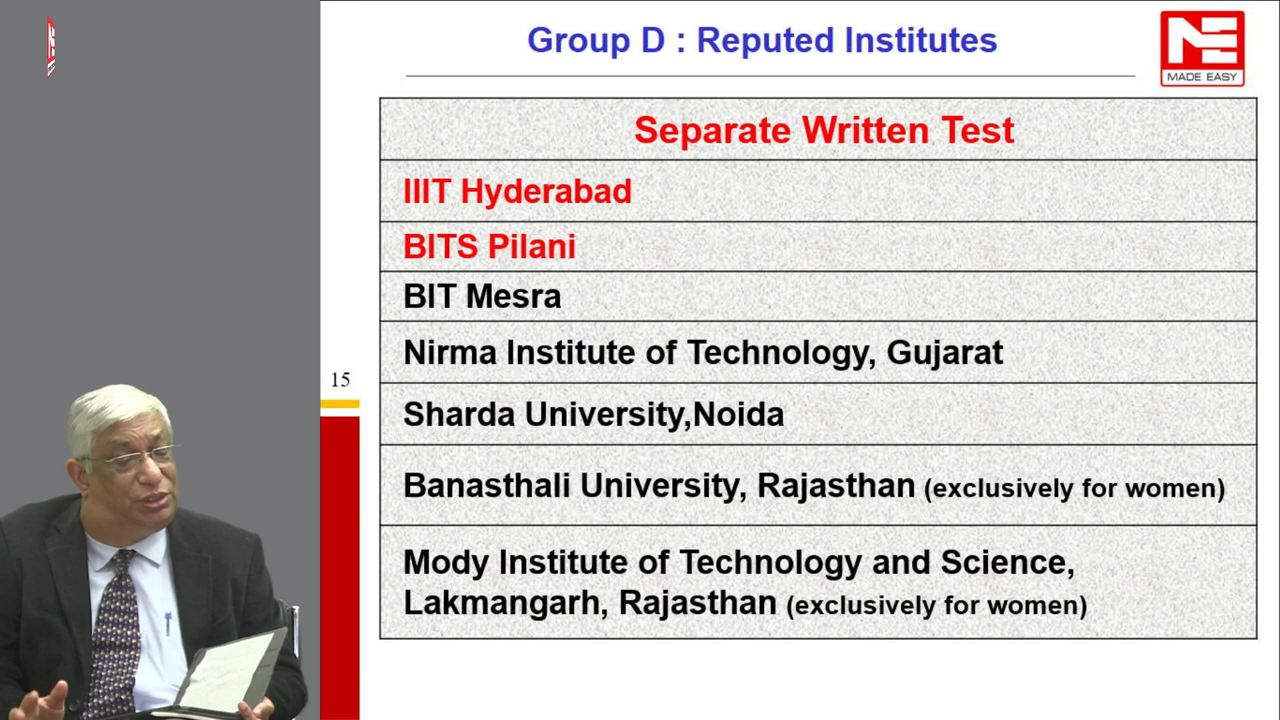 Group D : Reputed Institutes
NE
MADE EASY
Separate Written Test
IIIT Hyderabad
BITS Pilani
BIT Mesra
Nirma Institute of Technology, Gujarat
15
Sharda University,Noida
Banasthali University, Rajasthan (exclusively for women)
Mody Institute of Technology and Science,
Lakmangarh, Rajasthan (exclusively for women)